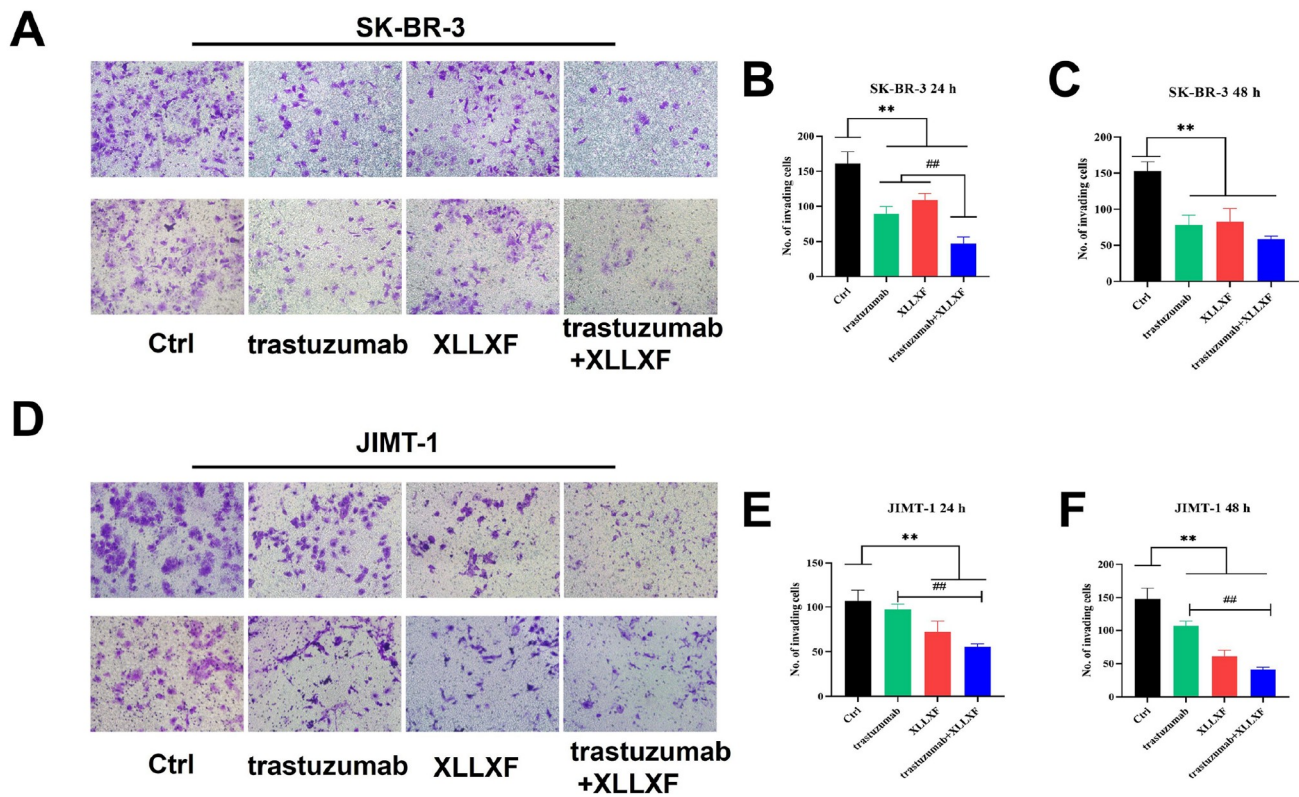 A
SK-BR-3
Ctrl
trastuzumab
XLLXF
trastuzumab
+XLLXF
B
SK-BR-3 24 h
No. of invading cells
200
150
100
50
0
**
##
Ctrl
trastuzumab
XLLXF
trastuzumab+XLLXF
C
SK-BR-3 48 h
No. of invading cells
200
150
100
50
0
**
Ctrl
trastuzumab
XLLXF
trastuzumab+XLLXF
D
JIMT-1
Ctrl
trastuzumab
XLLXF
trastuzumab
+XLLXF
E
JIMT-1 24 h
No. of invading cells
150
100
50
0
**
##
Ctrl
trastuzumab
XLLXF
trastuzumab+XLLXF
F
JIMT-1 48 h
No. of invading cells
200
150
100
50
0
**
##
Ctrl
trastuzumab
XLLXF
trastuzumab+XLLXF